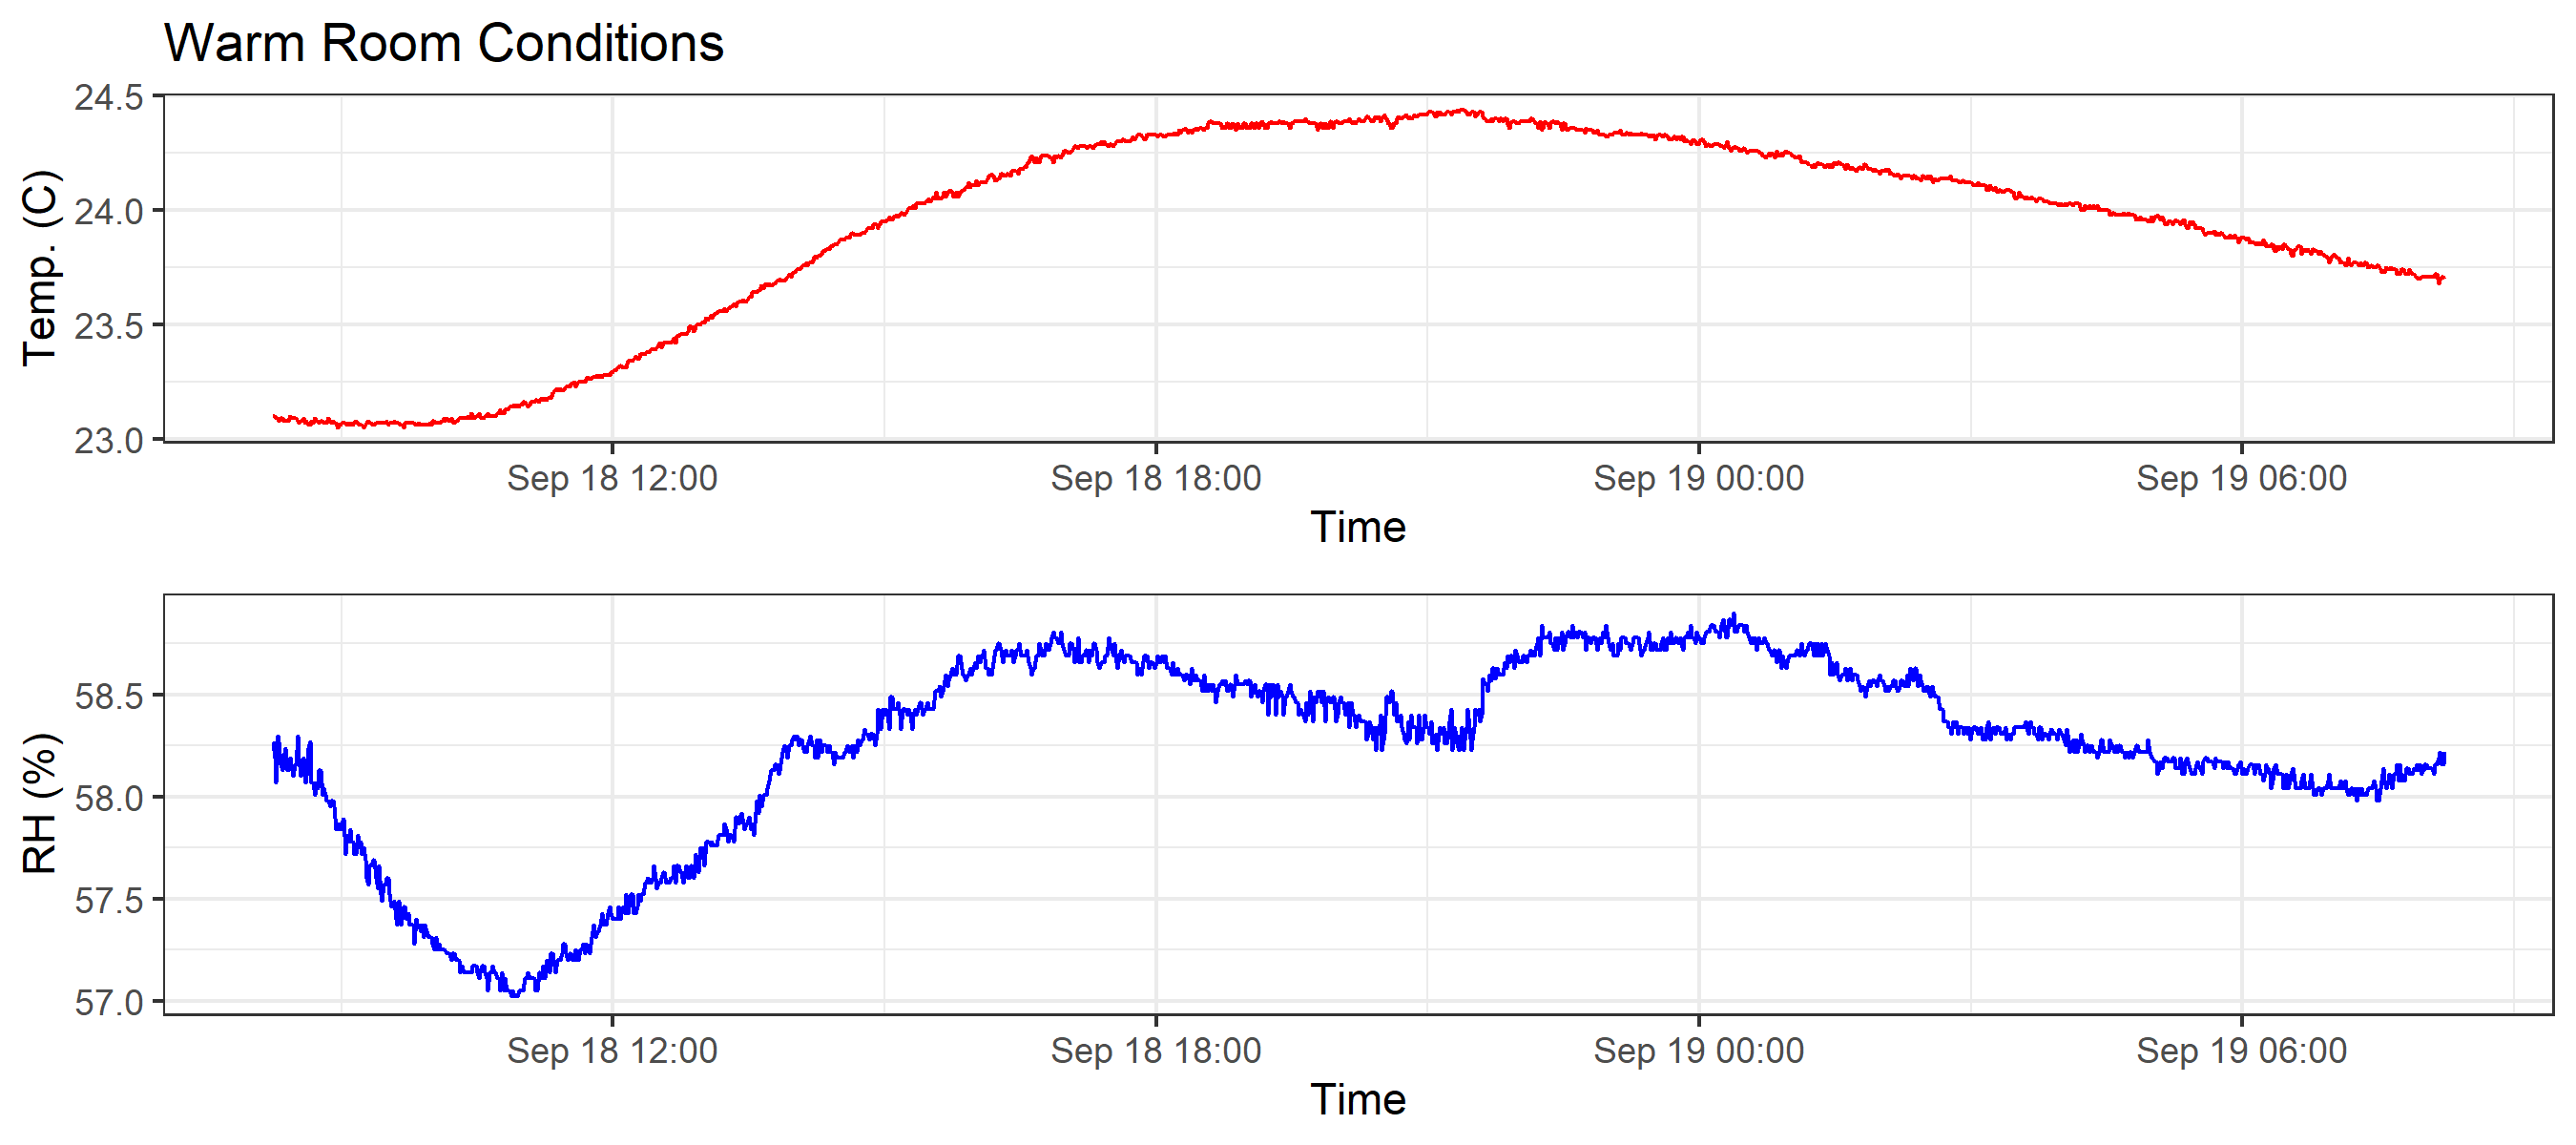 Warm Room Conditions
24.5
24.0
23.5
23.0
Temp. (C)
Sep 18 12:00 Sep 18 18:00 Sep 19 00:00 Sep 19 06:00
Time
58.5
58.0
57.5
57.0
RH (%)
Sep 18 12:00 Sep 18 18:00 Sep 19 00:00 Sep 19 06:00
Time